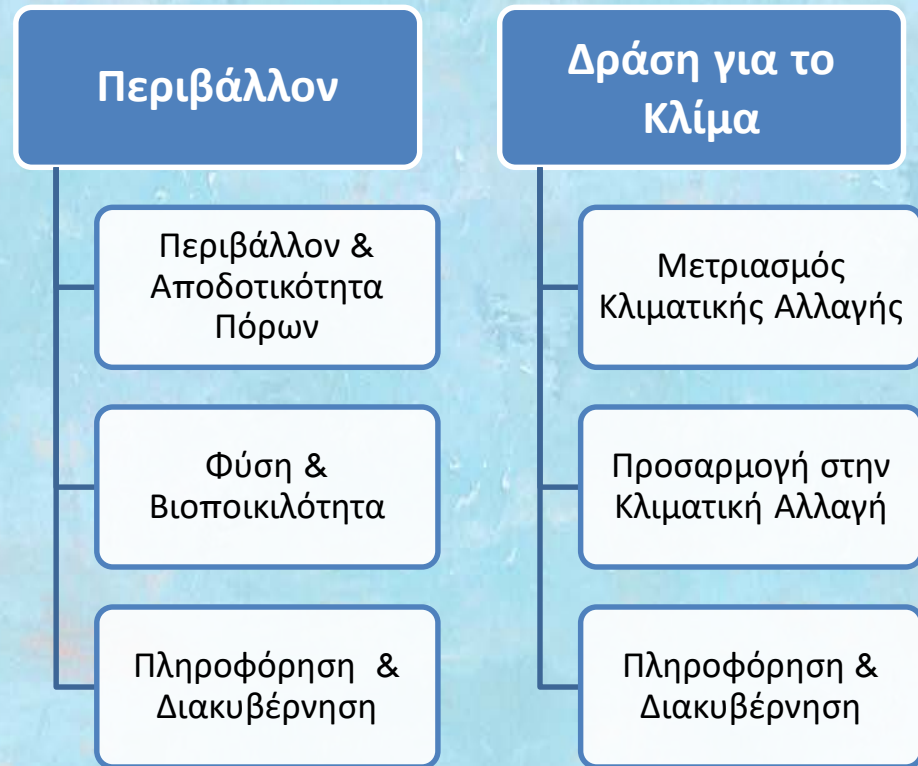 Περιβάλλον
Περιβάλλον &
Αποδοτικότητα
Πόρων
Φύση &
Βιοποικιλότητα
Πληροφόρηση &
Διακυβέρνηση
Δράση για το
Κλίμα
Μετριασμός
Κλιματικής Αλλαγής
Προσαρμογή στην
Κλιματική Αλλαγή
Πληροφόρηση &
Διακυβέρνηση